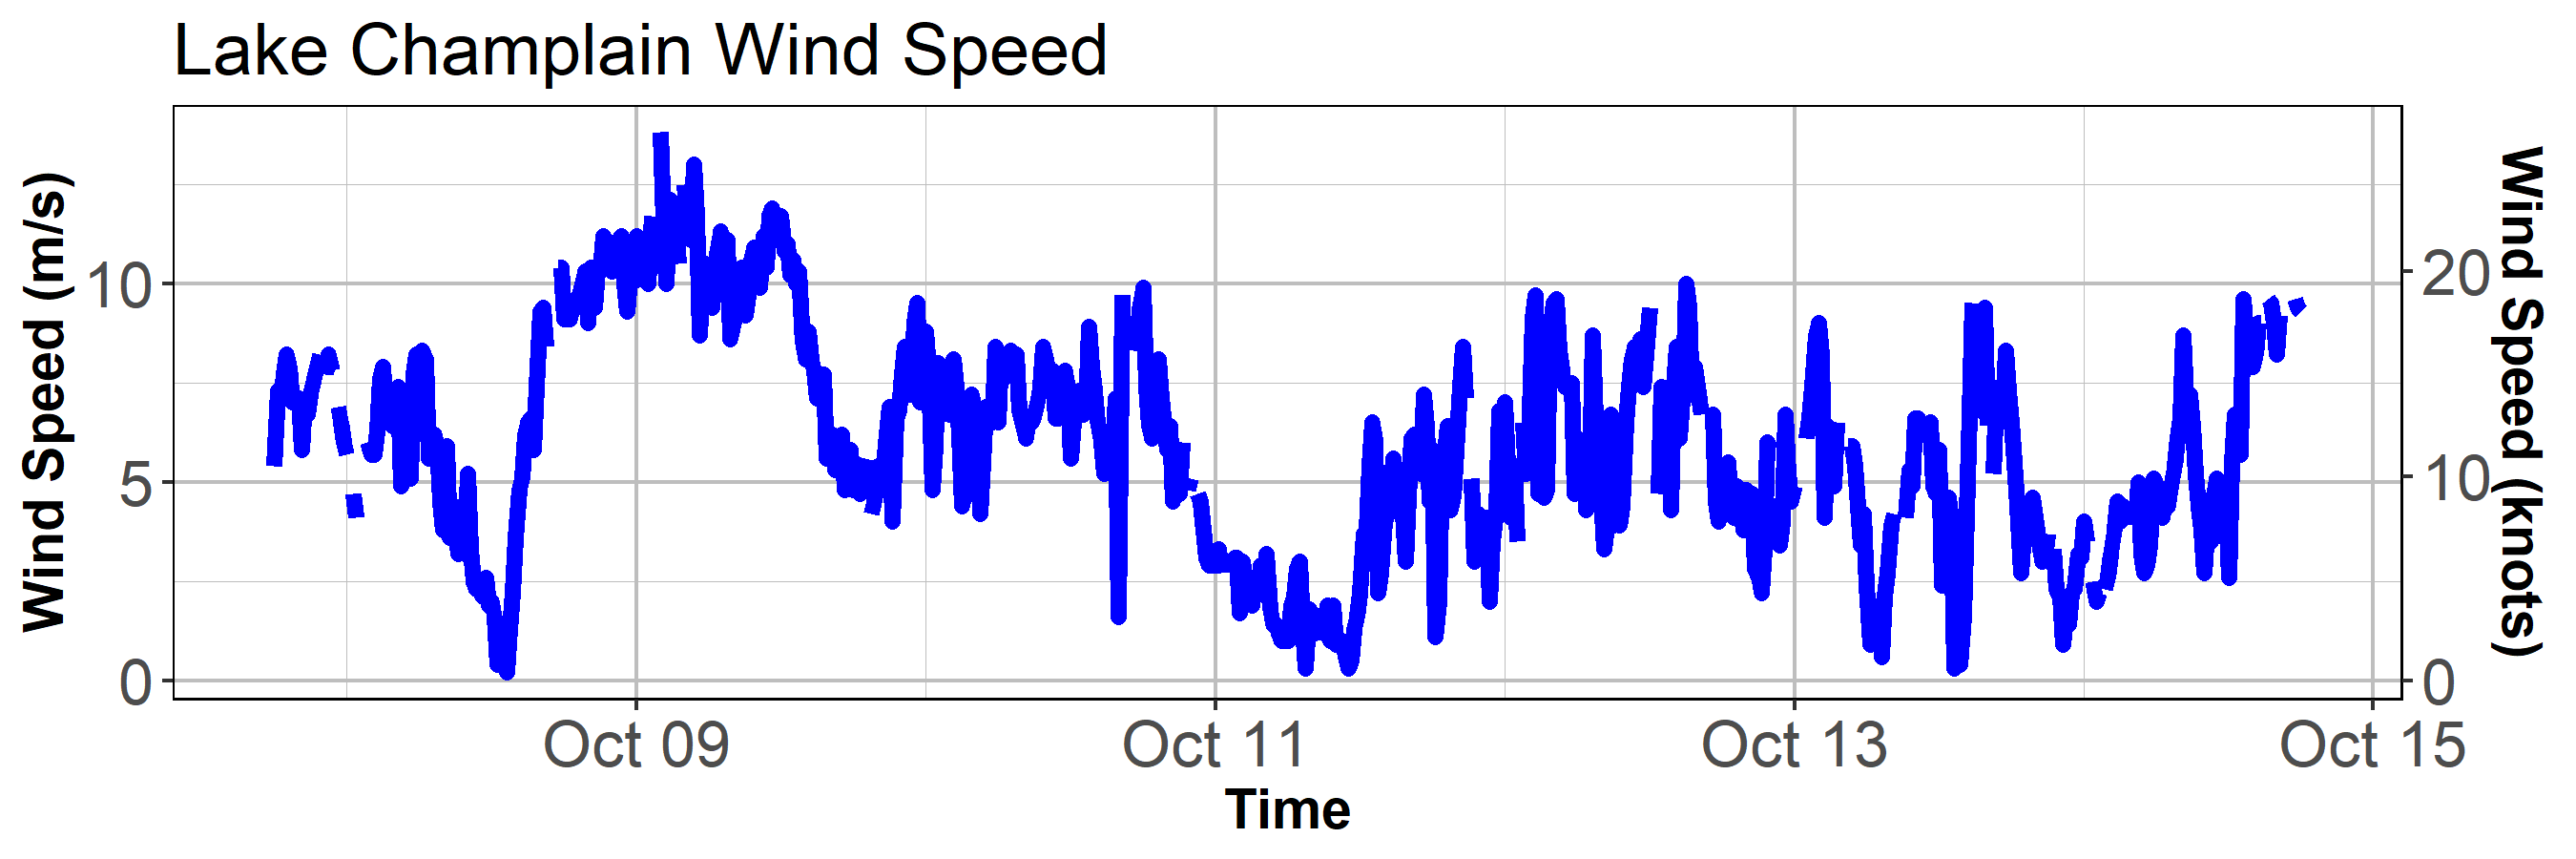 Lake Champlain Wind Speed
Wind Speed (m/s)
10
5
0
20
10
0
Wind Speed (knots)
Oct 09
Oct 11
Oct 13
Oct 15
Time